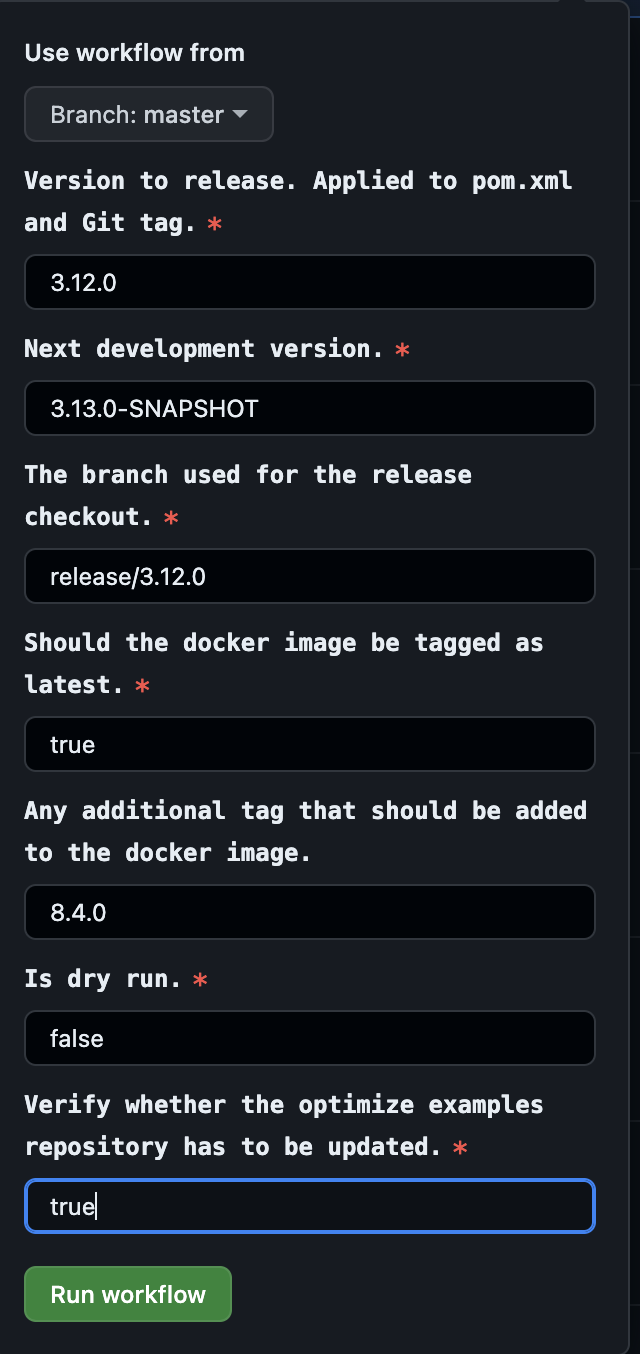 Use workflow from
Branch: master
Version to release. Applied to pom.xml
and Git tag. *
3.12.0
Next development version. *
3.13.0-SNAPSHOT
The branch used for the release
checkout. *
release/3.12.0
Should the docker image be tagged as
latest. *
true
Any additional tag that should be added
to the docker image.
8.4.0
Is dry run. *
false
Verify whether the optimize examples
repository has to be updated. *
true
Run workflow